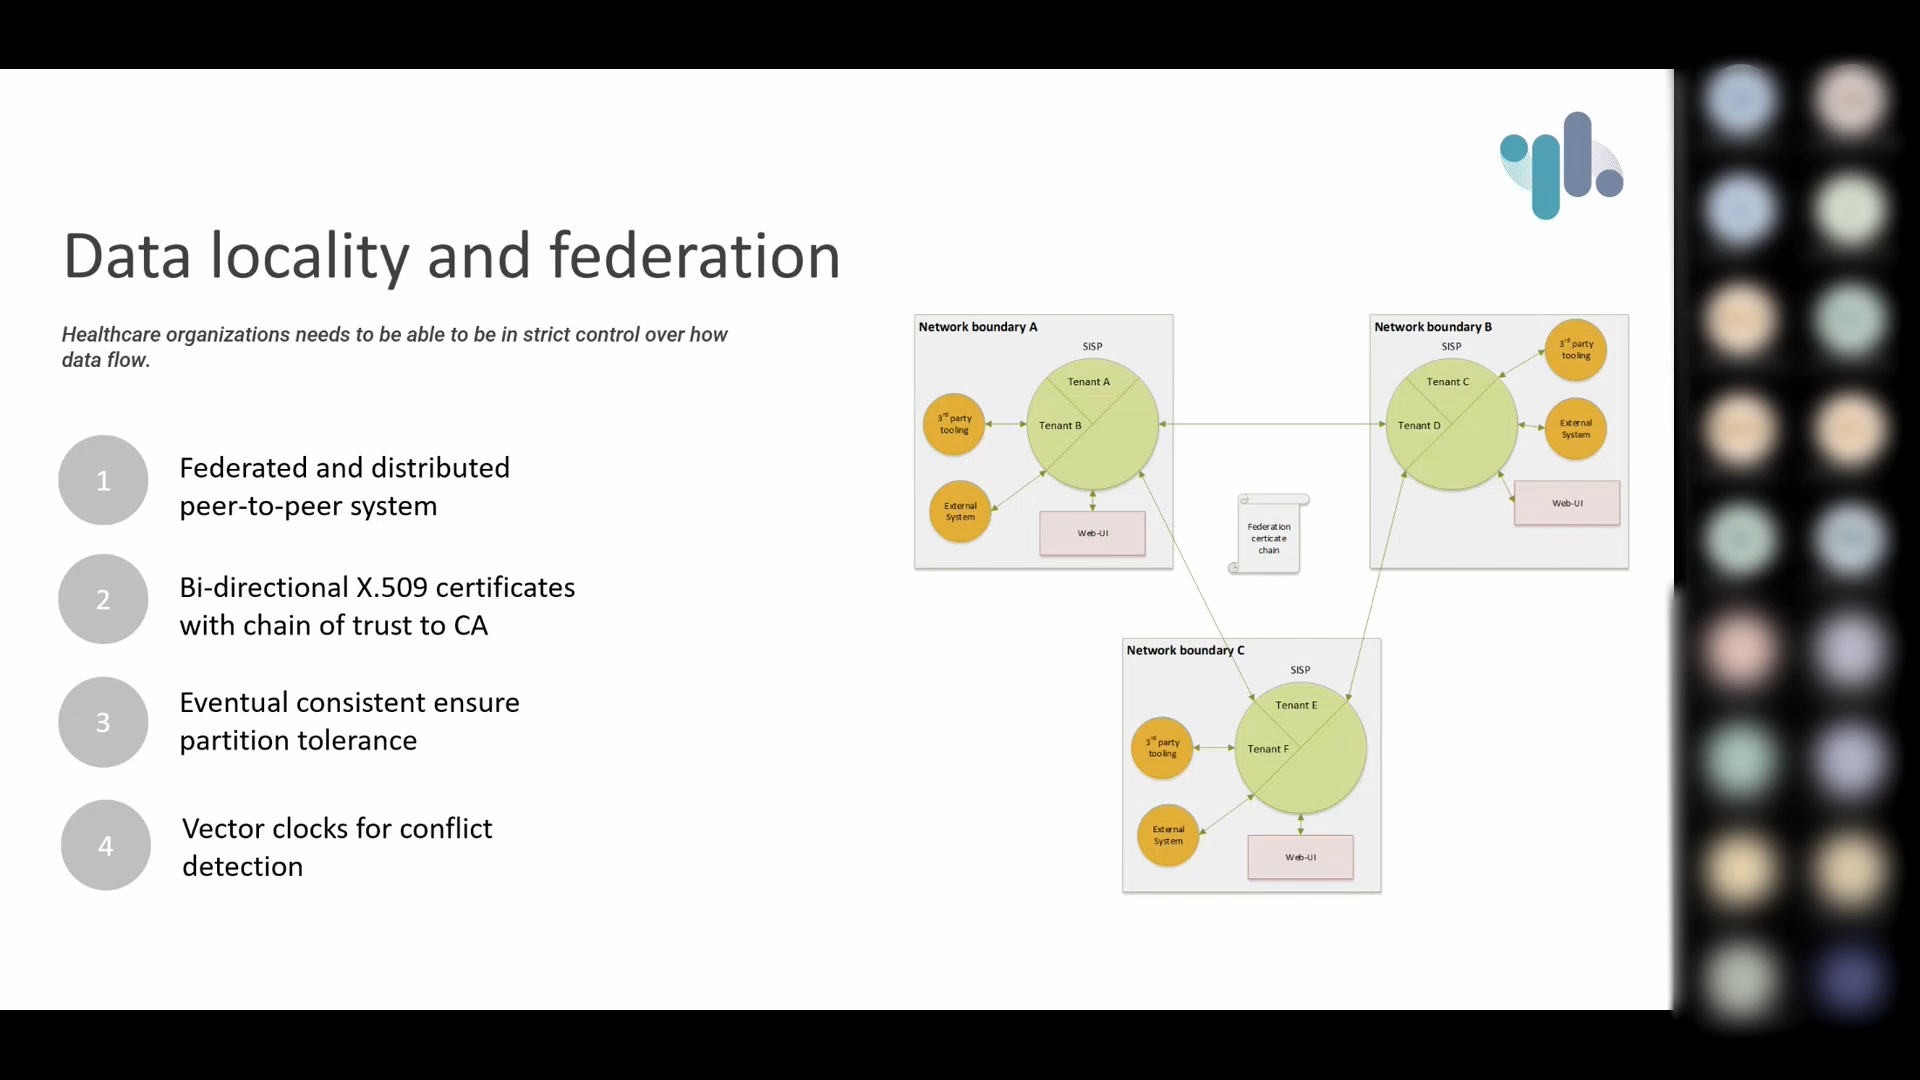 Data locality and federation
Healthcare organizations needs to be able to be in strict control over how
data flow.
1
Federated and distributed
peer-to-peer system
2
Bi-directional X.509 certificates
with chain of trust to CA
3
Eventual consistent ensure
partition tolerance
4
Vector clocks for conflict
detection
Network boundary A
SISP
Tenant A
Tenant B
3rd party
tooling
External
System
Web-UI
Network boundary B
SISP
Tenant C
Tenant D
3rd party
tooling
External
System
Web-UI
Federation
certicate
chain
Network boundary C
SISP
Tenant E
Tenant F
3rd party
tooling
External
System
Web-UI